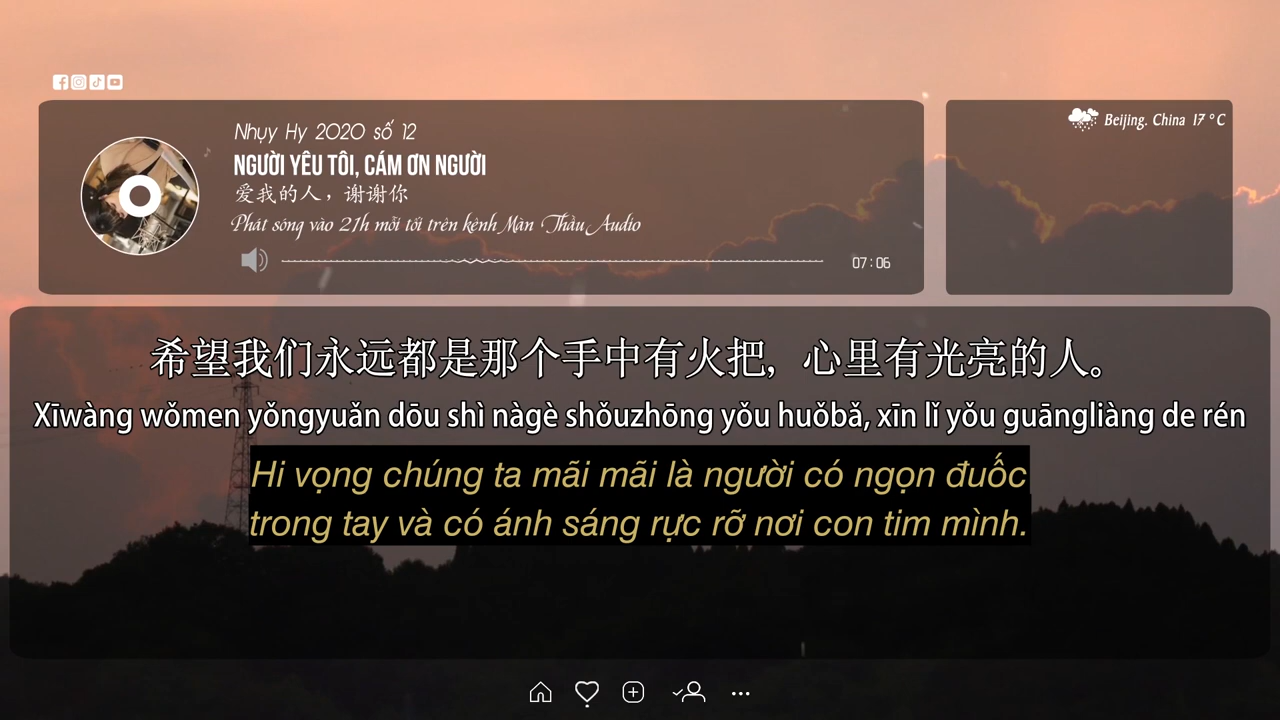 Nhụy Hy 2020 số 12
NGƯỜI YÊU TÔI, CÁM ƠN NGƯỜI
爱我的人，谢谢你
Phát sóng vào 21h mỗi tối trên kênh Màn Thầu Audio
07:06
Beijing. China 17 ° C
希望我们永远都是那个手中有火把，心里有光亮的人。
Xīwàng wǒmen yǒngyuǎn dōu shì nàgè shǒuzhōng yǒu huǒbǎ, xīn lǐ yǒu guāngliàng de rén
Hi vọng chúng ta mãi mãi là người có ngọn đuốc
trong tay và có ánh sáng rực rỡ nơi con tim mình.